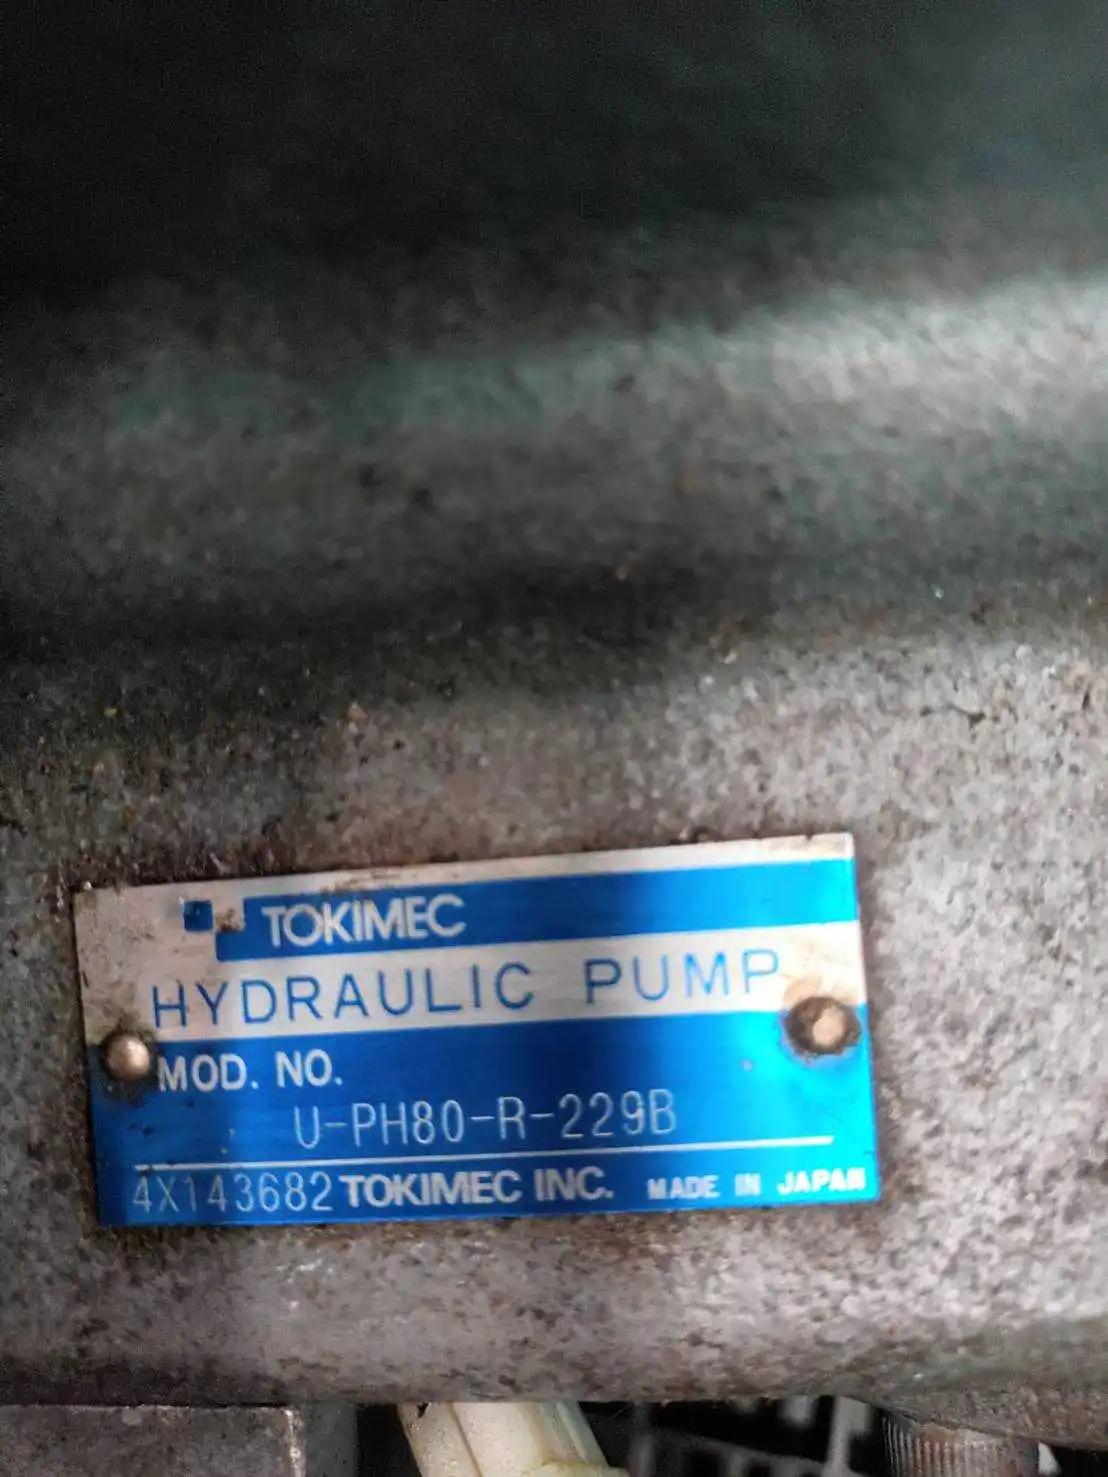 TOKIMEC
HYDRAULIC PUMP
MOD. NO.
U-PH80-R-229B
4X143682 TOKIMEC INC. MADE IN JAPAN